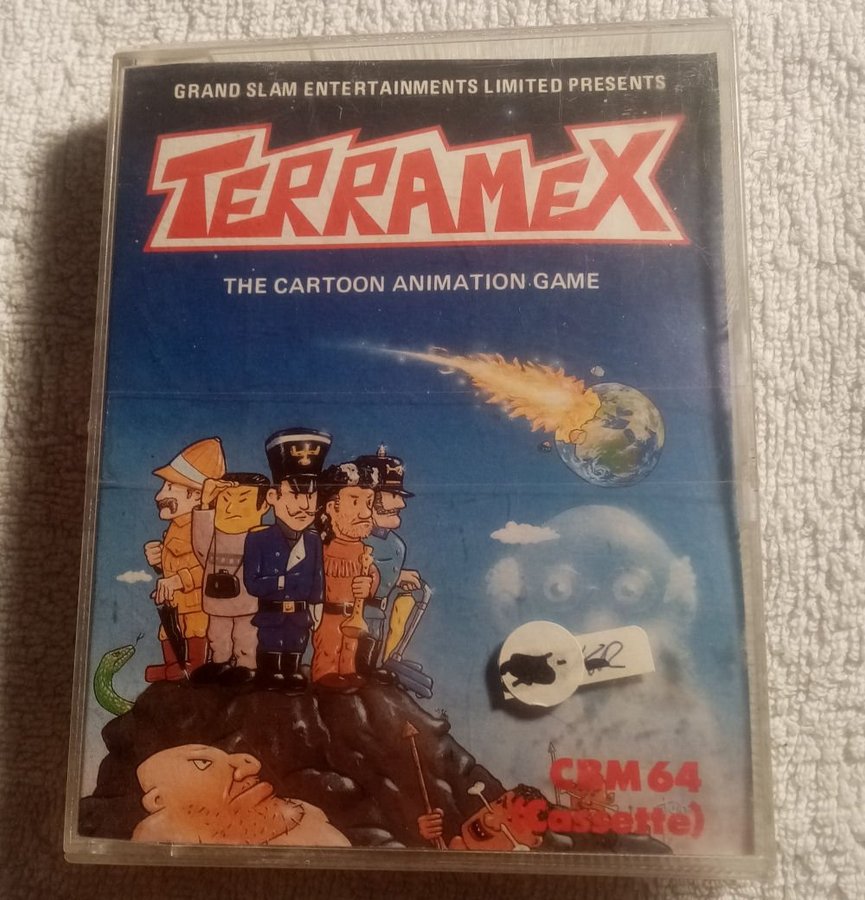 GRAND SLAM ENTERTAINMENTS LIMITED PRESENTS
TERRAMEX
THE CARTOON ANIMATION GAME
CBM 64
(Cassette)